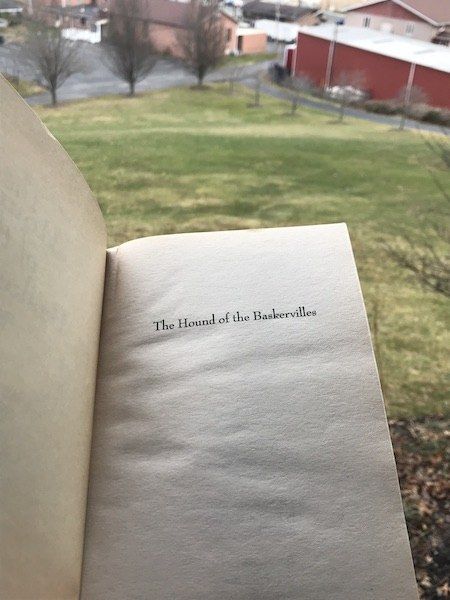 The Hound of the Baskervilles